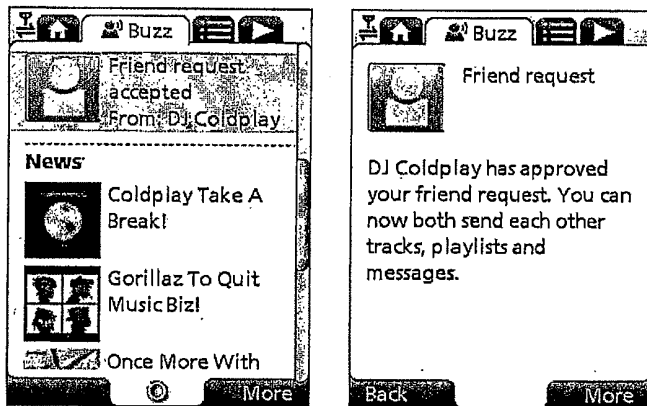 Buzz
Friend request
accepted
From: DJ Coldplay
News
Coldplay Take A
Break!
Gorillaz To Quit
Music Biz!
Once More With
More
Buzz
Friend request
DJ Coldplay has approved
your friend request. You can
now both send each other
tracks, playlists and
messages.
Back More